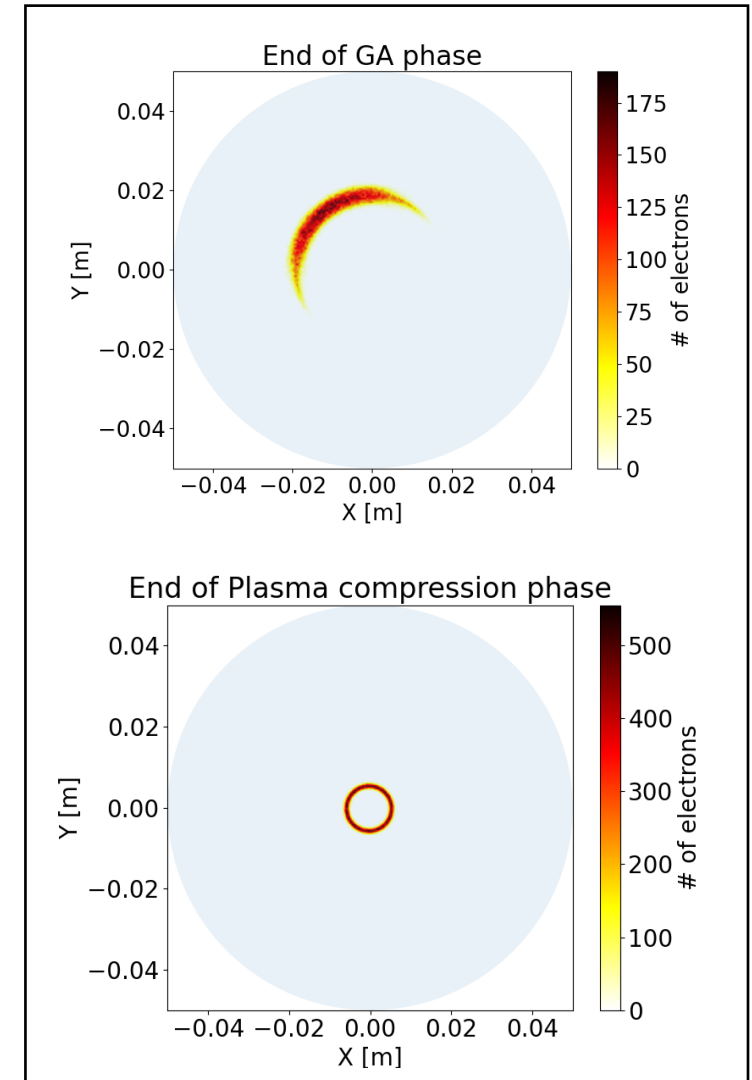 End of GA phase
0.04
0.02
0.00
−0.02
−0.04
Y [m]
−0.04 −0.02 0.00 0.02 0.04
X [m]
175
150
125
100
75
50
25
0
# of electrons
End of Plasma compression phase
0.04
0.02
0.00
−0.02
−0.04
Y [m]
−0.04 −0.02 0.00 0.02 0.04
X [m]
500
400
300
200
100
0
# of electrons